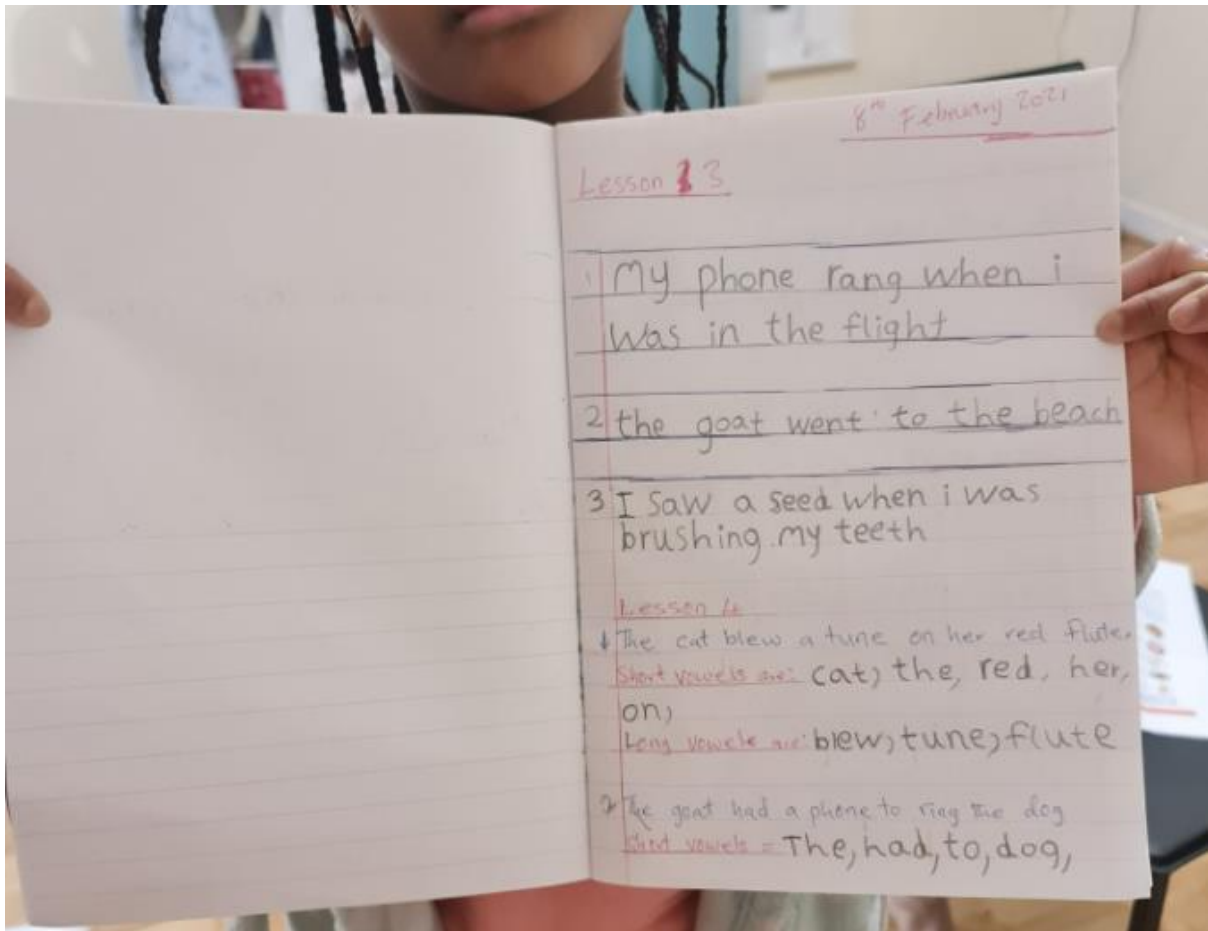 8th February 2021
Lesson 3
1 My phone rang when i
was in the flight
2 the goat went to the beach
3 I saw a seed when i was
brushing my teeth
Lesson 4
1 The cat blew a tune on her red flute.
Short vowels are: cat, the, red, her,
on,
Long vowels are: blew, tune, flute
2 The goat had a phone to ring the dog
Short vowels = The, had, to, dog,